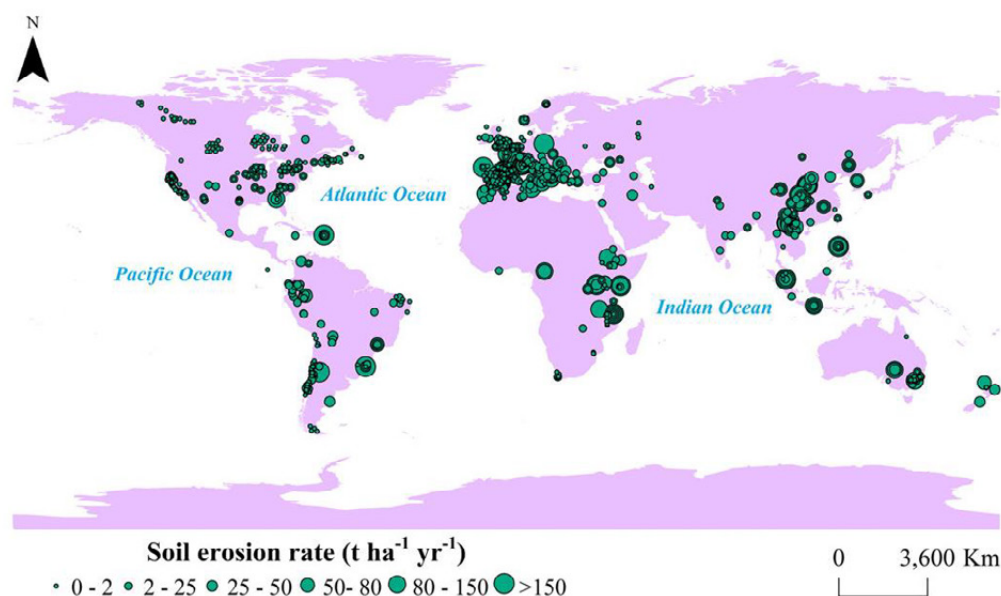 N
Atlantic Ocean
Pacific Ocean
Indian Ocean
Soil erosion rate (t ha⁻¹ yr⁻¹)
0 - 2 2 - 25 25 - 50 50- 80 80 - 150 >150
0 3,600 Km